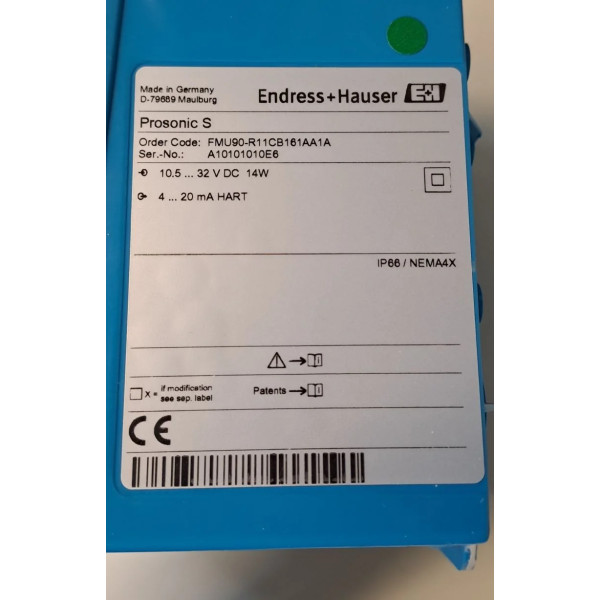 Made in Germany
D-79689 Maulburg
Endress+Hauser E+H
Prosonic S
Order Code: FMU90-R11CB161AA1A
Ser.-No.: A10101010E6
10.5 ... 32 V DC 14W
4 ... 20 mA HART
IP66 / NEMA4X
X = if modification
see sep. label
Patents
CE